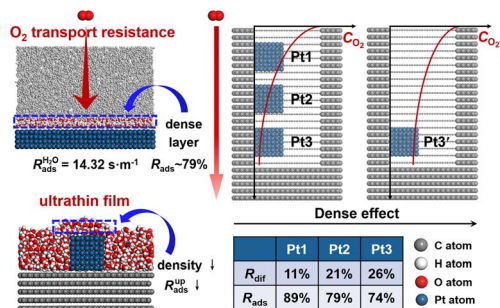 O₂ transport resistance
dense
layer
R_ads^H₂O = 14.32 s·m⁻¹ R_ads~79%
ultrathin film
density ↓
R_ads^up ↓
C_O₂
Pt1
Pt2
Pt3
C_O₂
Pt3′
Dense effect
Pt1 Pt2 Pt3
R_dif 11% 21% 26%
R_ads 89% 79% 74%
C atom
H atom
O atom
Pt atom